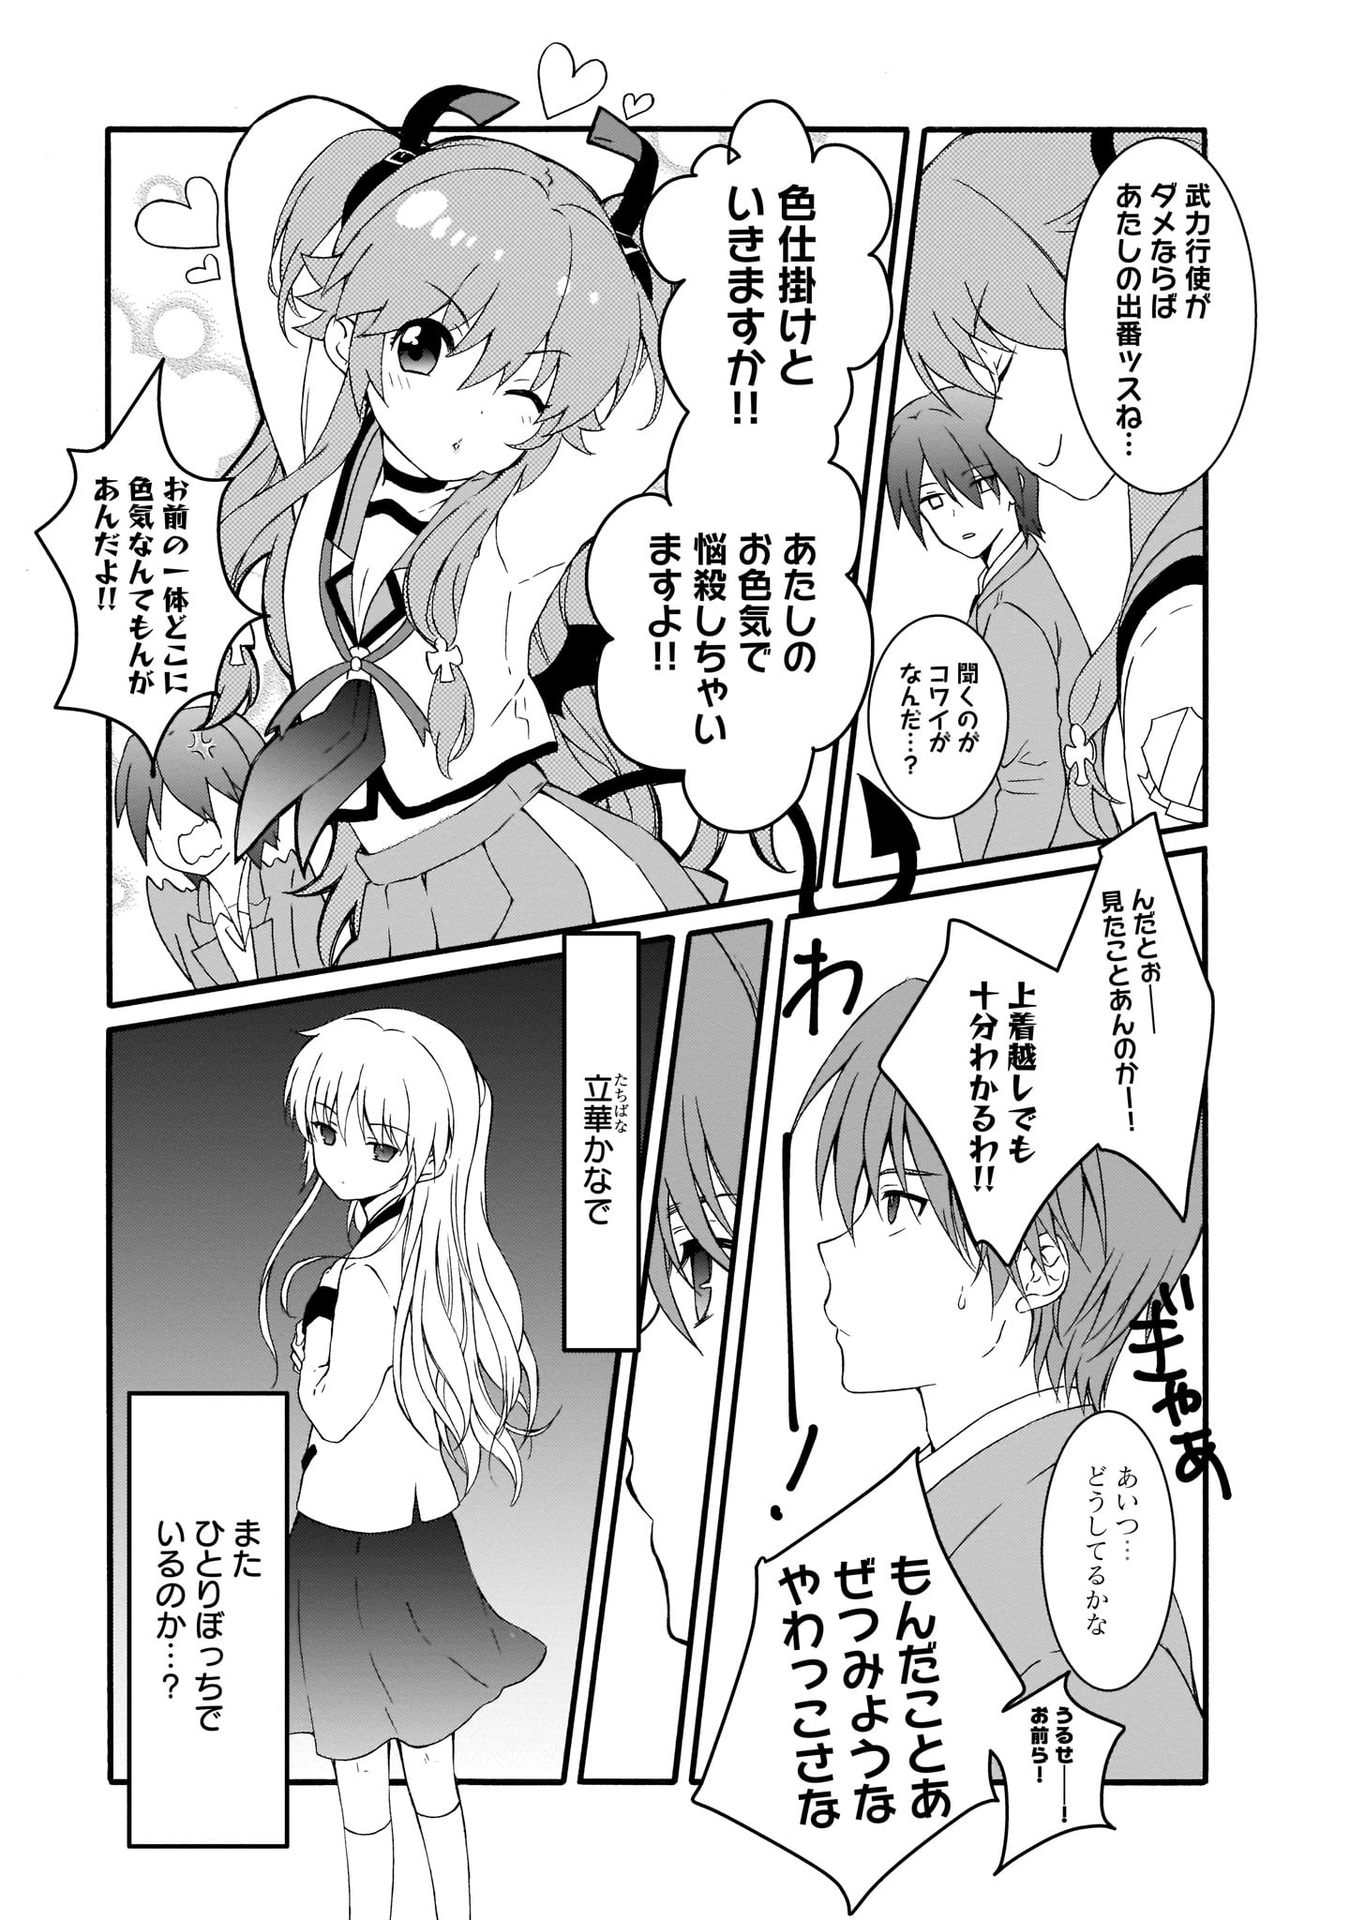 武力行使が
ダメならば
あたしの出番ッスね…
聞くのが
コワイが
なんだ…？
色仕掛けと
いきますか!!
あたしの
お色気で
悩殺しちゃい
ますよ!!
お前の一体どこに
色気なんてもんが
あんだよ!!
んだとぉ──
見たことあんのか──！
上着越しでも
十分わかるわ!!
わ
ー！
ギャあ
あいつ…
どうしてるかな
もんだことあ
ぜつみような
やわっこさな
うるせ──！
お前ら！
たちばな
立華かなで
また
ひとりぼっちで
いるのか…？